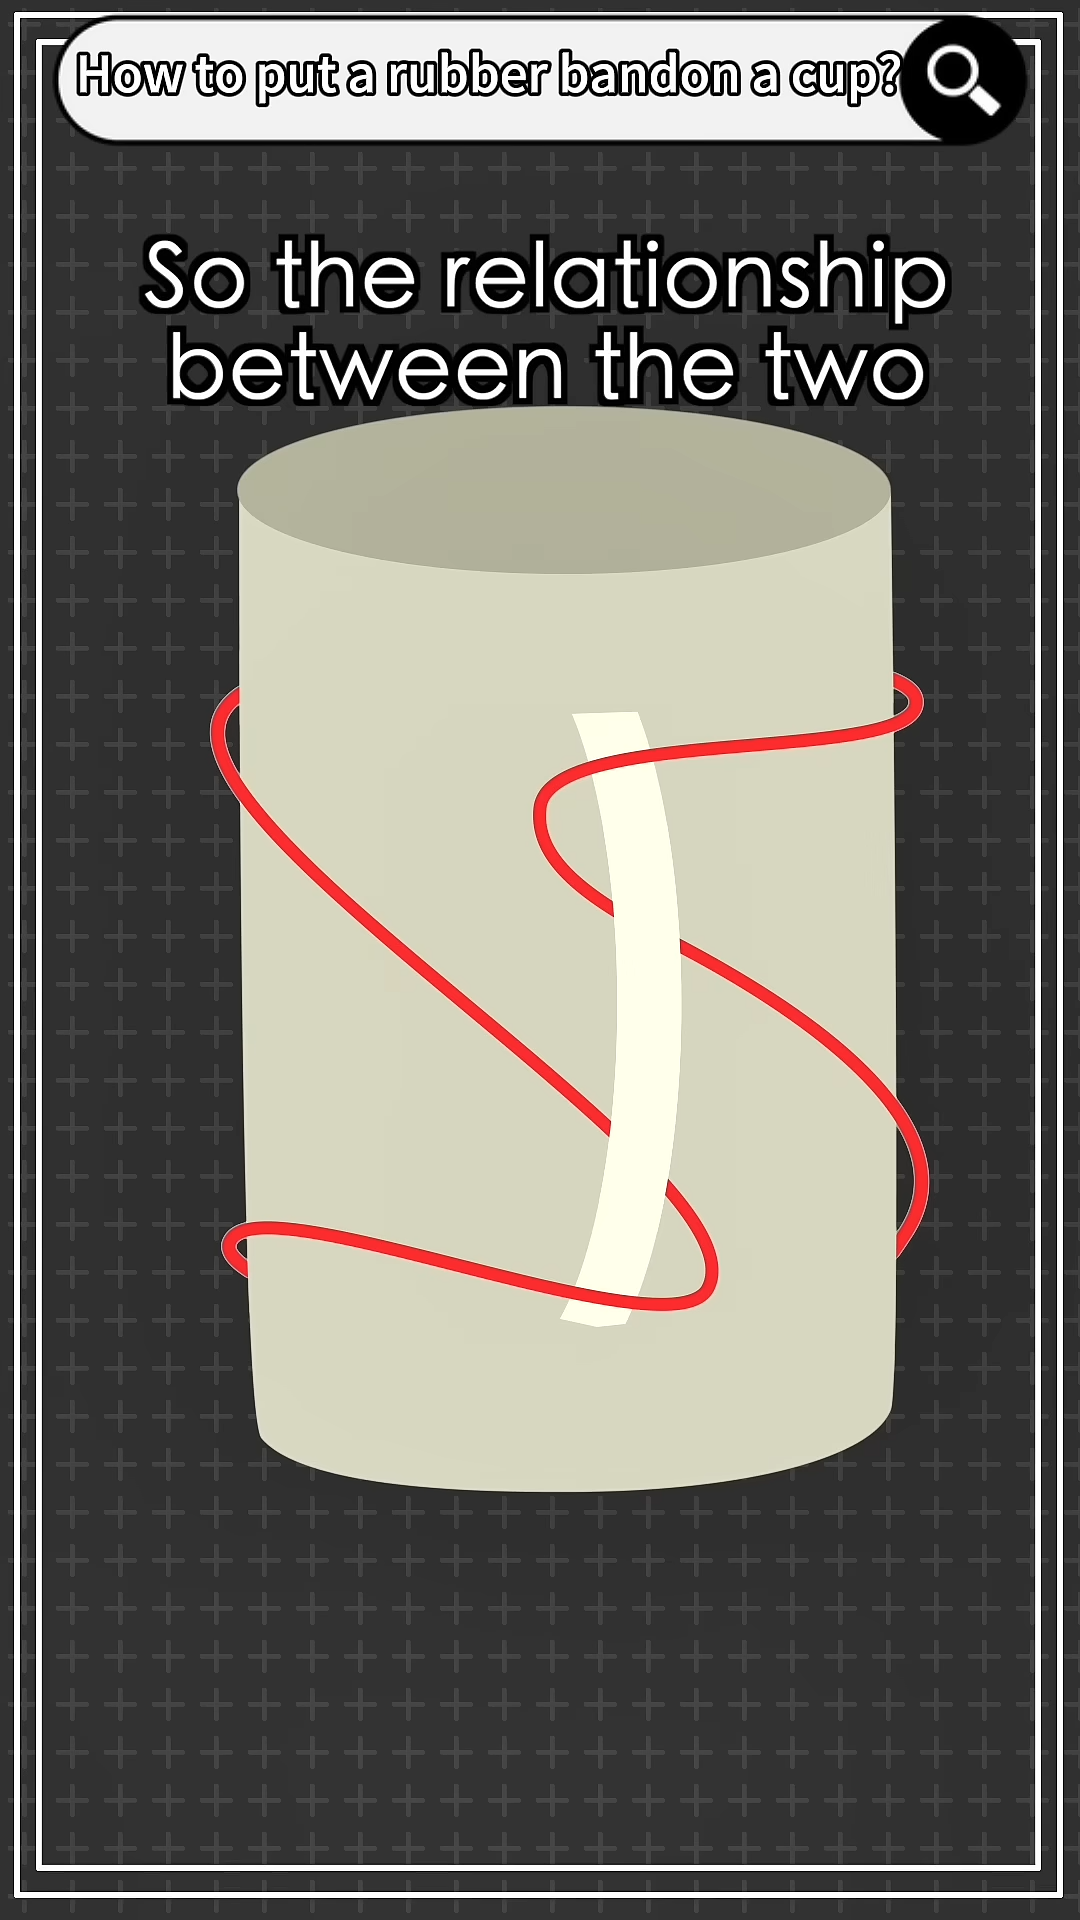 How to put a rubber bandon a cup?
So the relationship
between the two